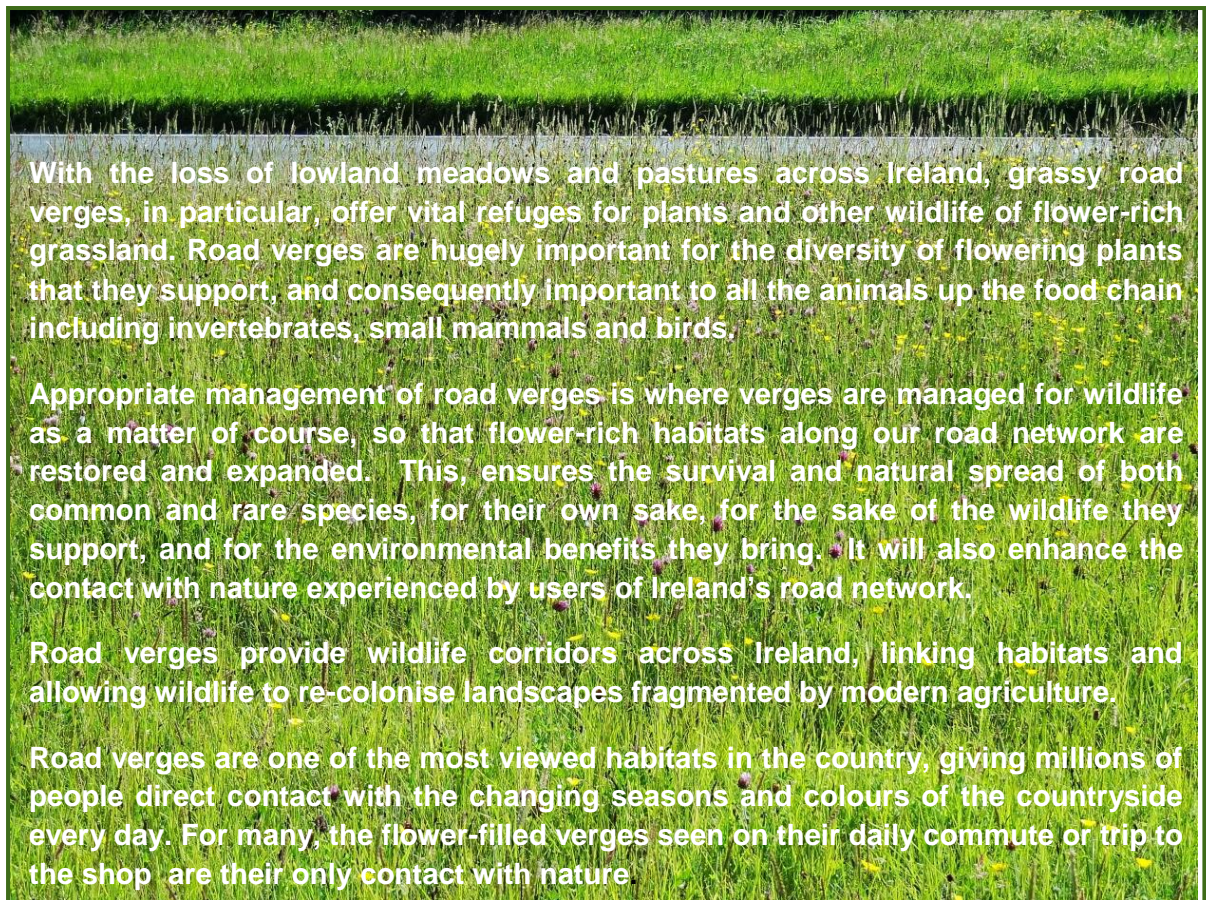 With the loss of lowland meadows and pastures across Ireland, grassy road
verges, in particular, offer vital refuges for plants and other wildlife of flower-rich
grassland. Road verges are hugely important for the diversity of flowering plants
that they support, and consequently important to all the animals up the food chain
including invertebrates, small mammals and birds.
Appropriate management of road verges is where verges are managed for wildlife
as a matter of course, so that flower-rich habitats along our road network are
restored and expanded.  This, ensures the survival and natural spread of both
common and rare species, for their own sake, for the sake of the wildlife they
support, and for the environmental benefits they bring.  It will also enhance the
contact with nature experienced by users of Ireland’s road network.
Road verges provide wildlife corridors across Ireland, linking habitats and
allowing wildlife to re-colonise landscapes fragmented by modern agriculture.
Road verges are one of the most viewed habitats in the country, giving millions of
people direct contact with the changing seasons and colours of the countryside
every day. For many, the flower-filled verges seen on their daily commute or trip to
the shop  are their only contact with nature.